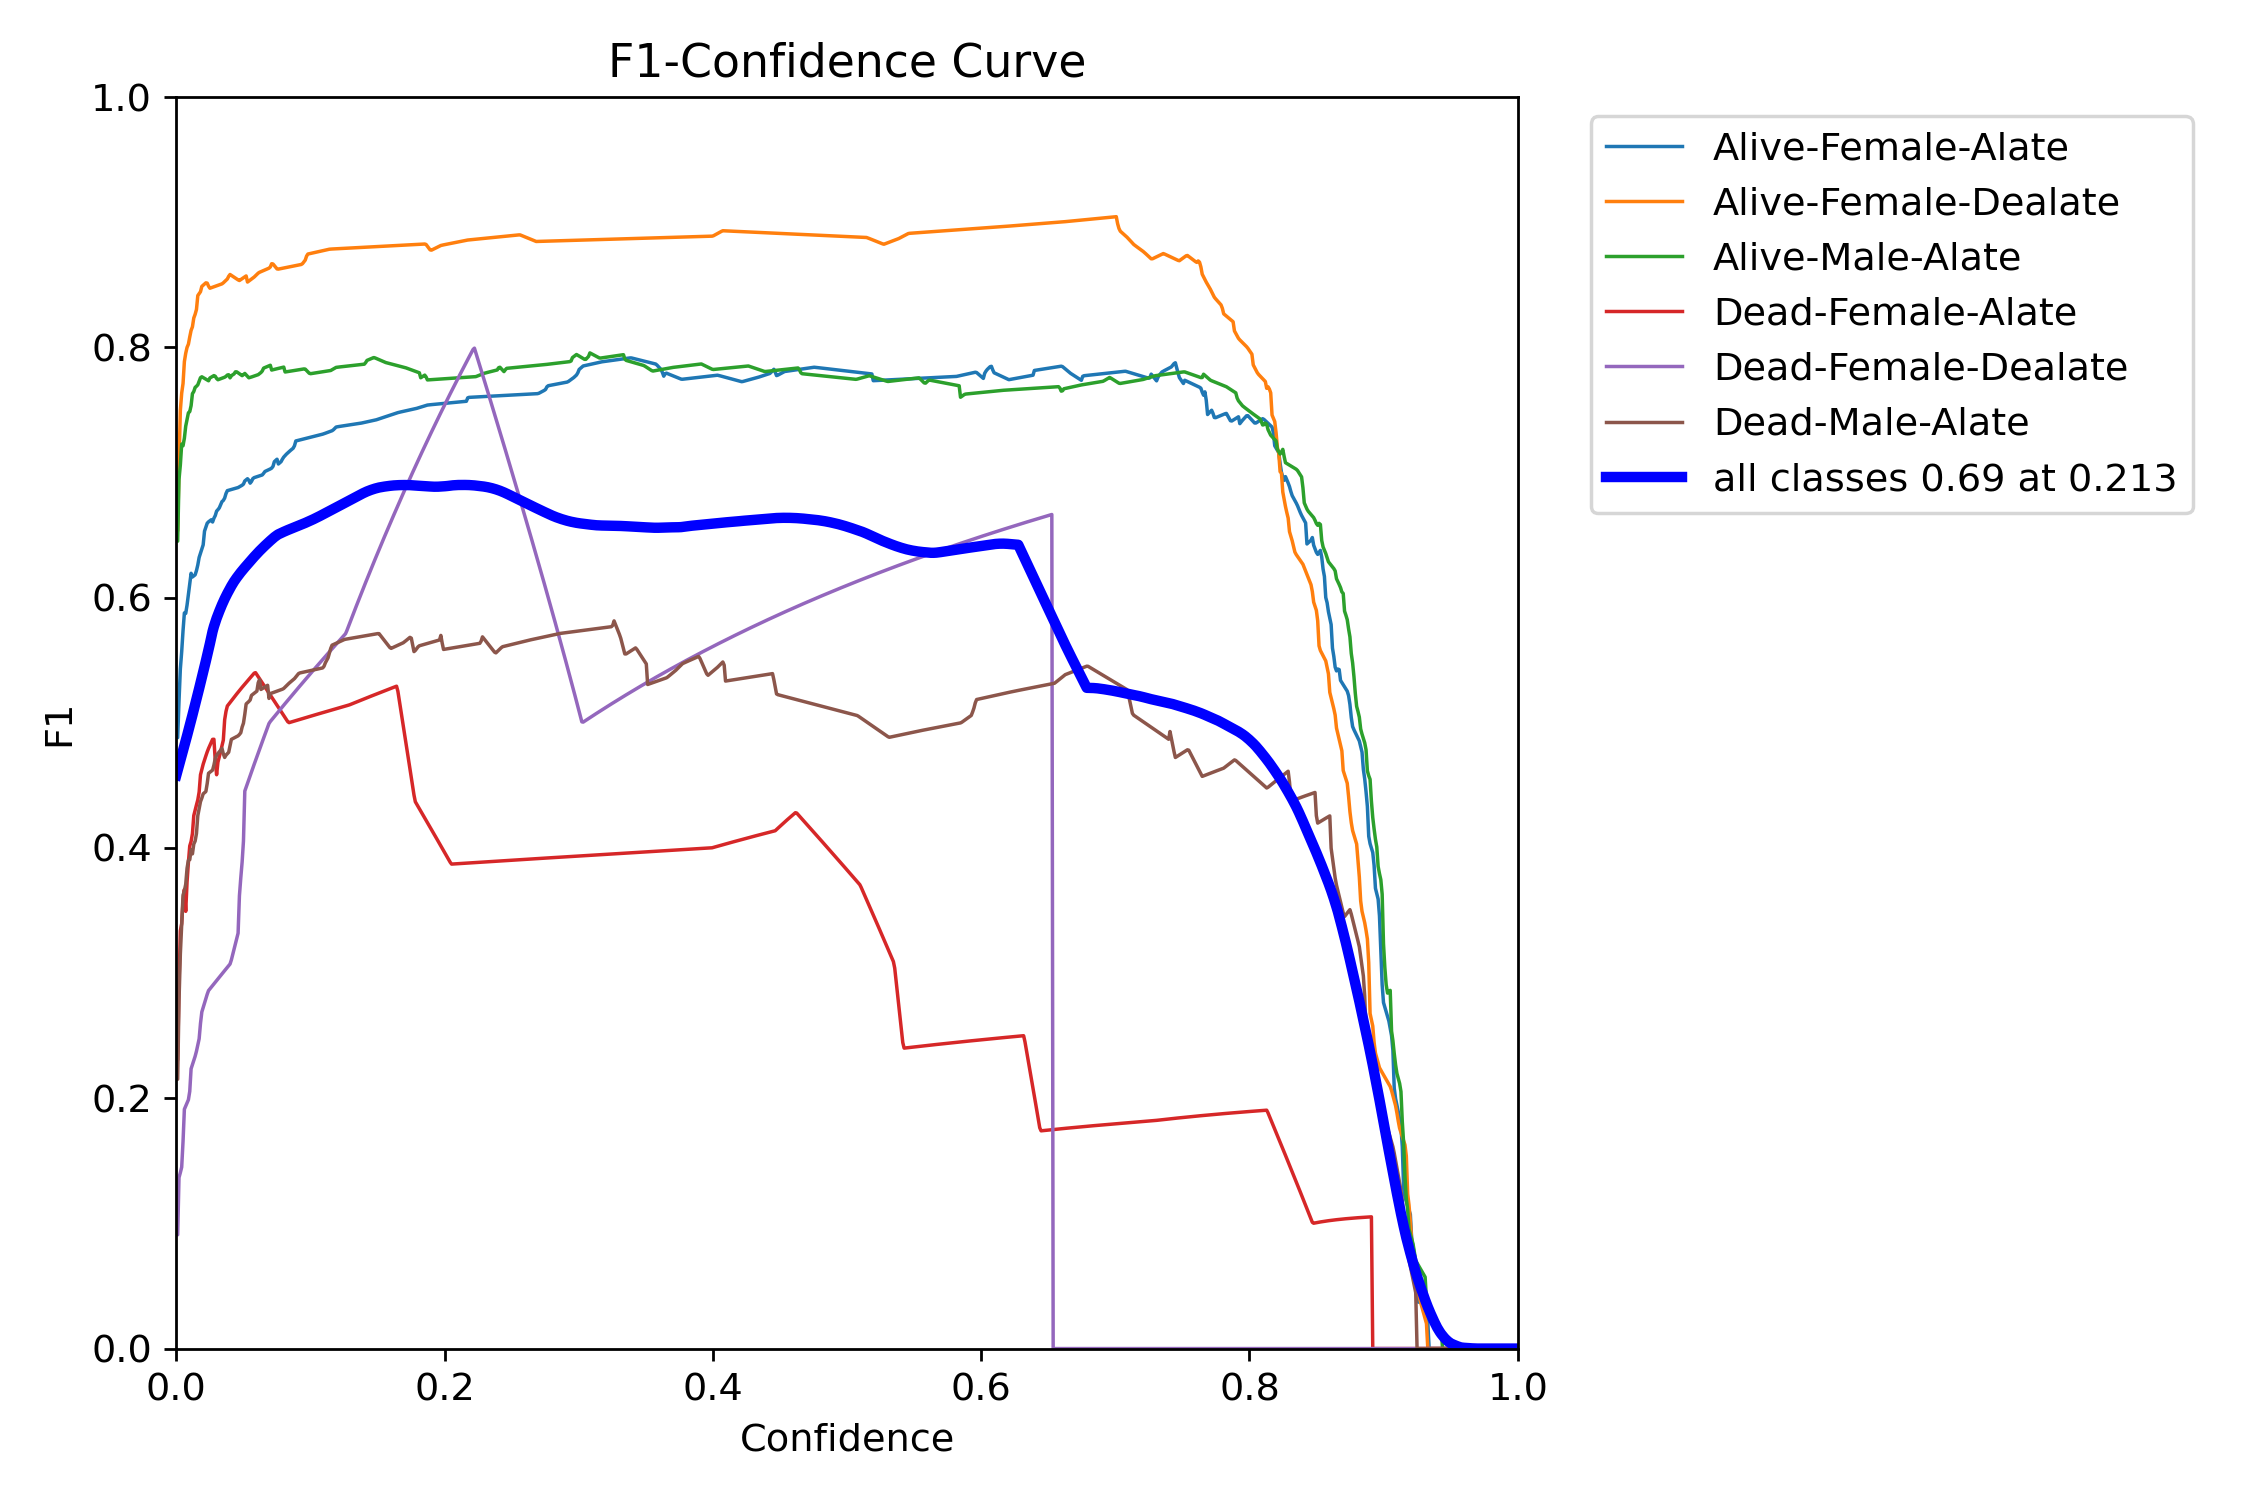 F1-Confidence Curve
1.0
0.8
0.6
0.4
0.2
0.0
F1
0.0 0.2 0.4 0.6 0.8 1.0
Confidence
Alive-Female-Alate
Alive-Female-Dealate
Alive-Male-Alate
Dead-Female-Alate
Dead-Female-Dealate
Dead-Male-Alate
all classes 0.69 at 0.213